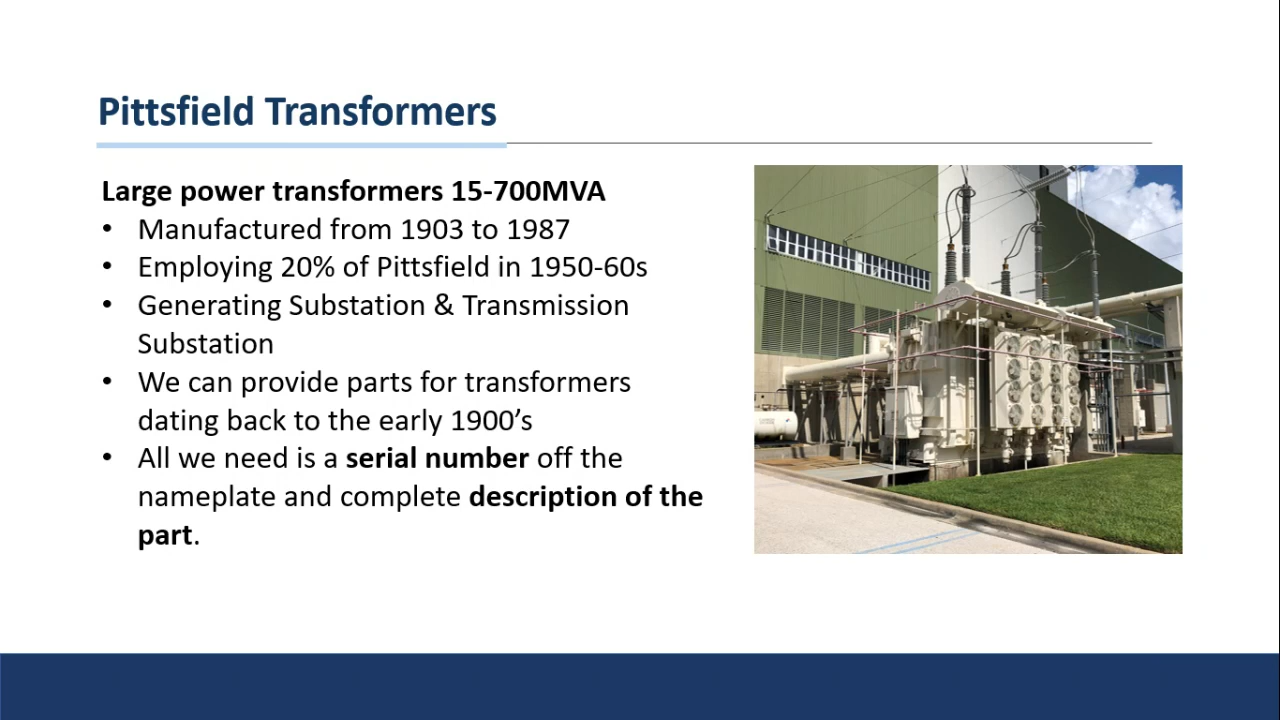 Pittsfield Transformers
Large power transformers 15-700MVA
• Manufactured from 1903 to 1987
• Employing 20% of Pittsfield in 1950-60s
• Generating Substation & Transmission
Substation
• We can provide parts for transformers
dating back to the early 1900’s
• All we need is a serial number off the
nameplate and complete description of the
part.